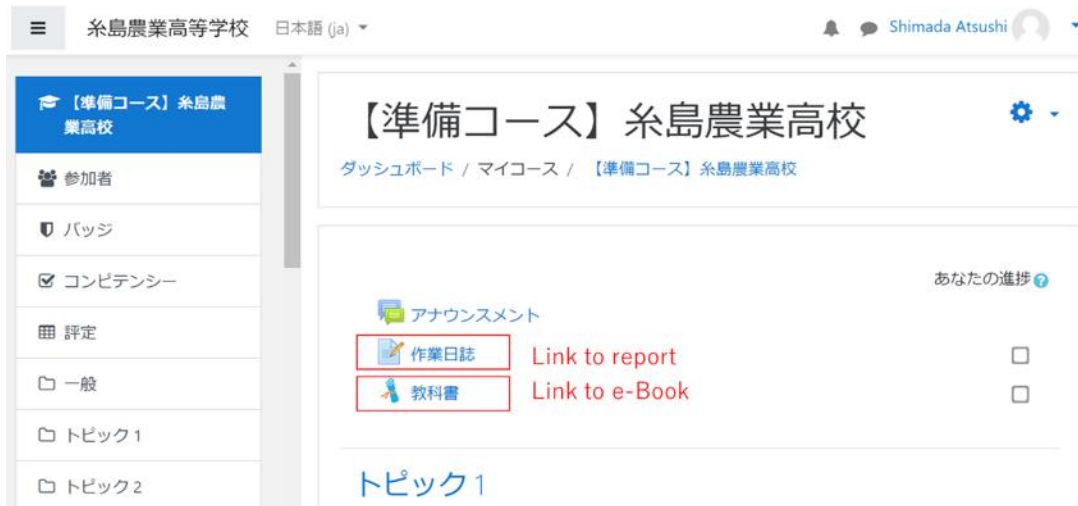 糸島農業高等学校 日本語 (ja)
Shimada Atsushi
【準備コース】糸島農
業高校
参加者
バッジ
コンピテンシー
評定
一般
トピック 1
トピック 2
【準備コース】糸島農業高校
ダッシュボード / マイコース / 【準備コース】糸島農業高校
あなたの進捗
アナウンスメント
作業日誌 Link to report
教科書 Link to e-Book
トピック 1